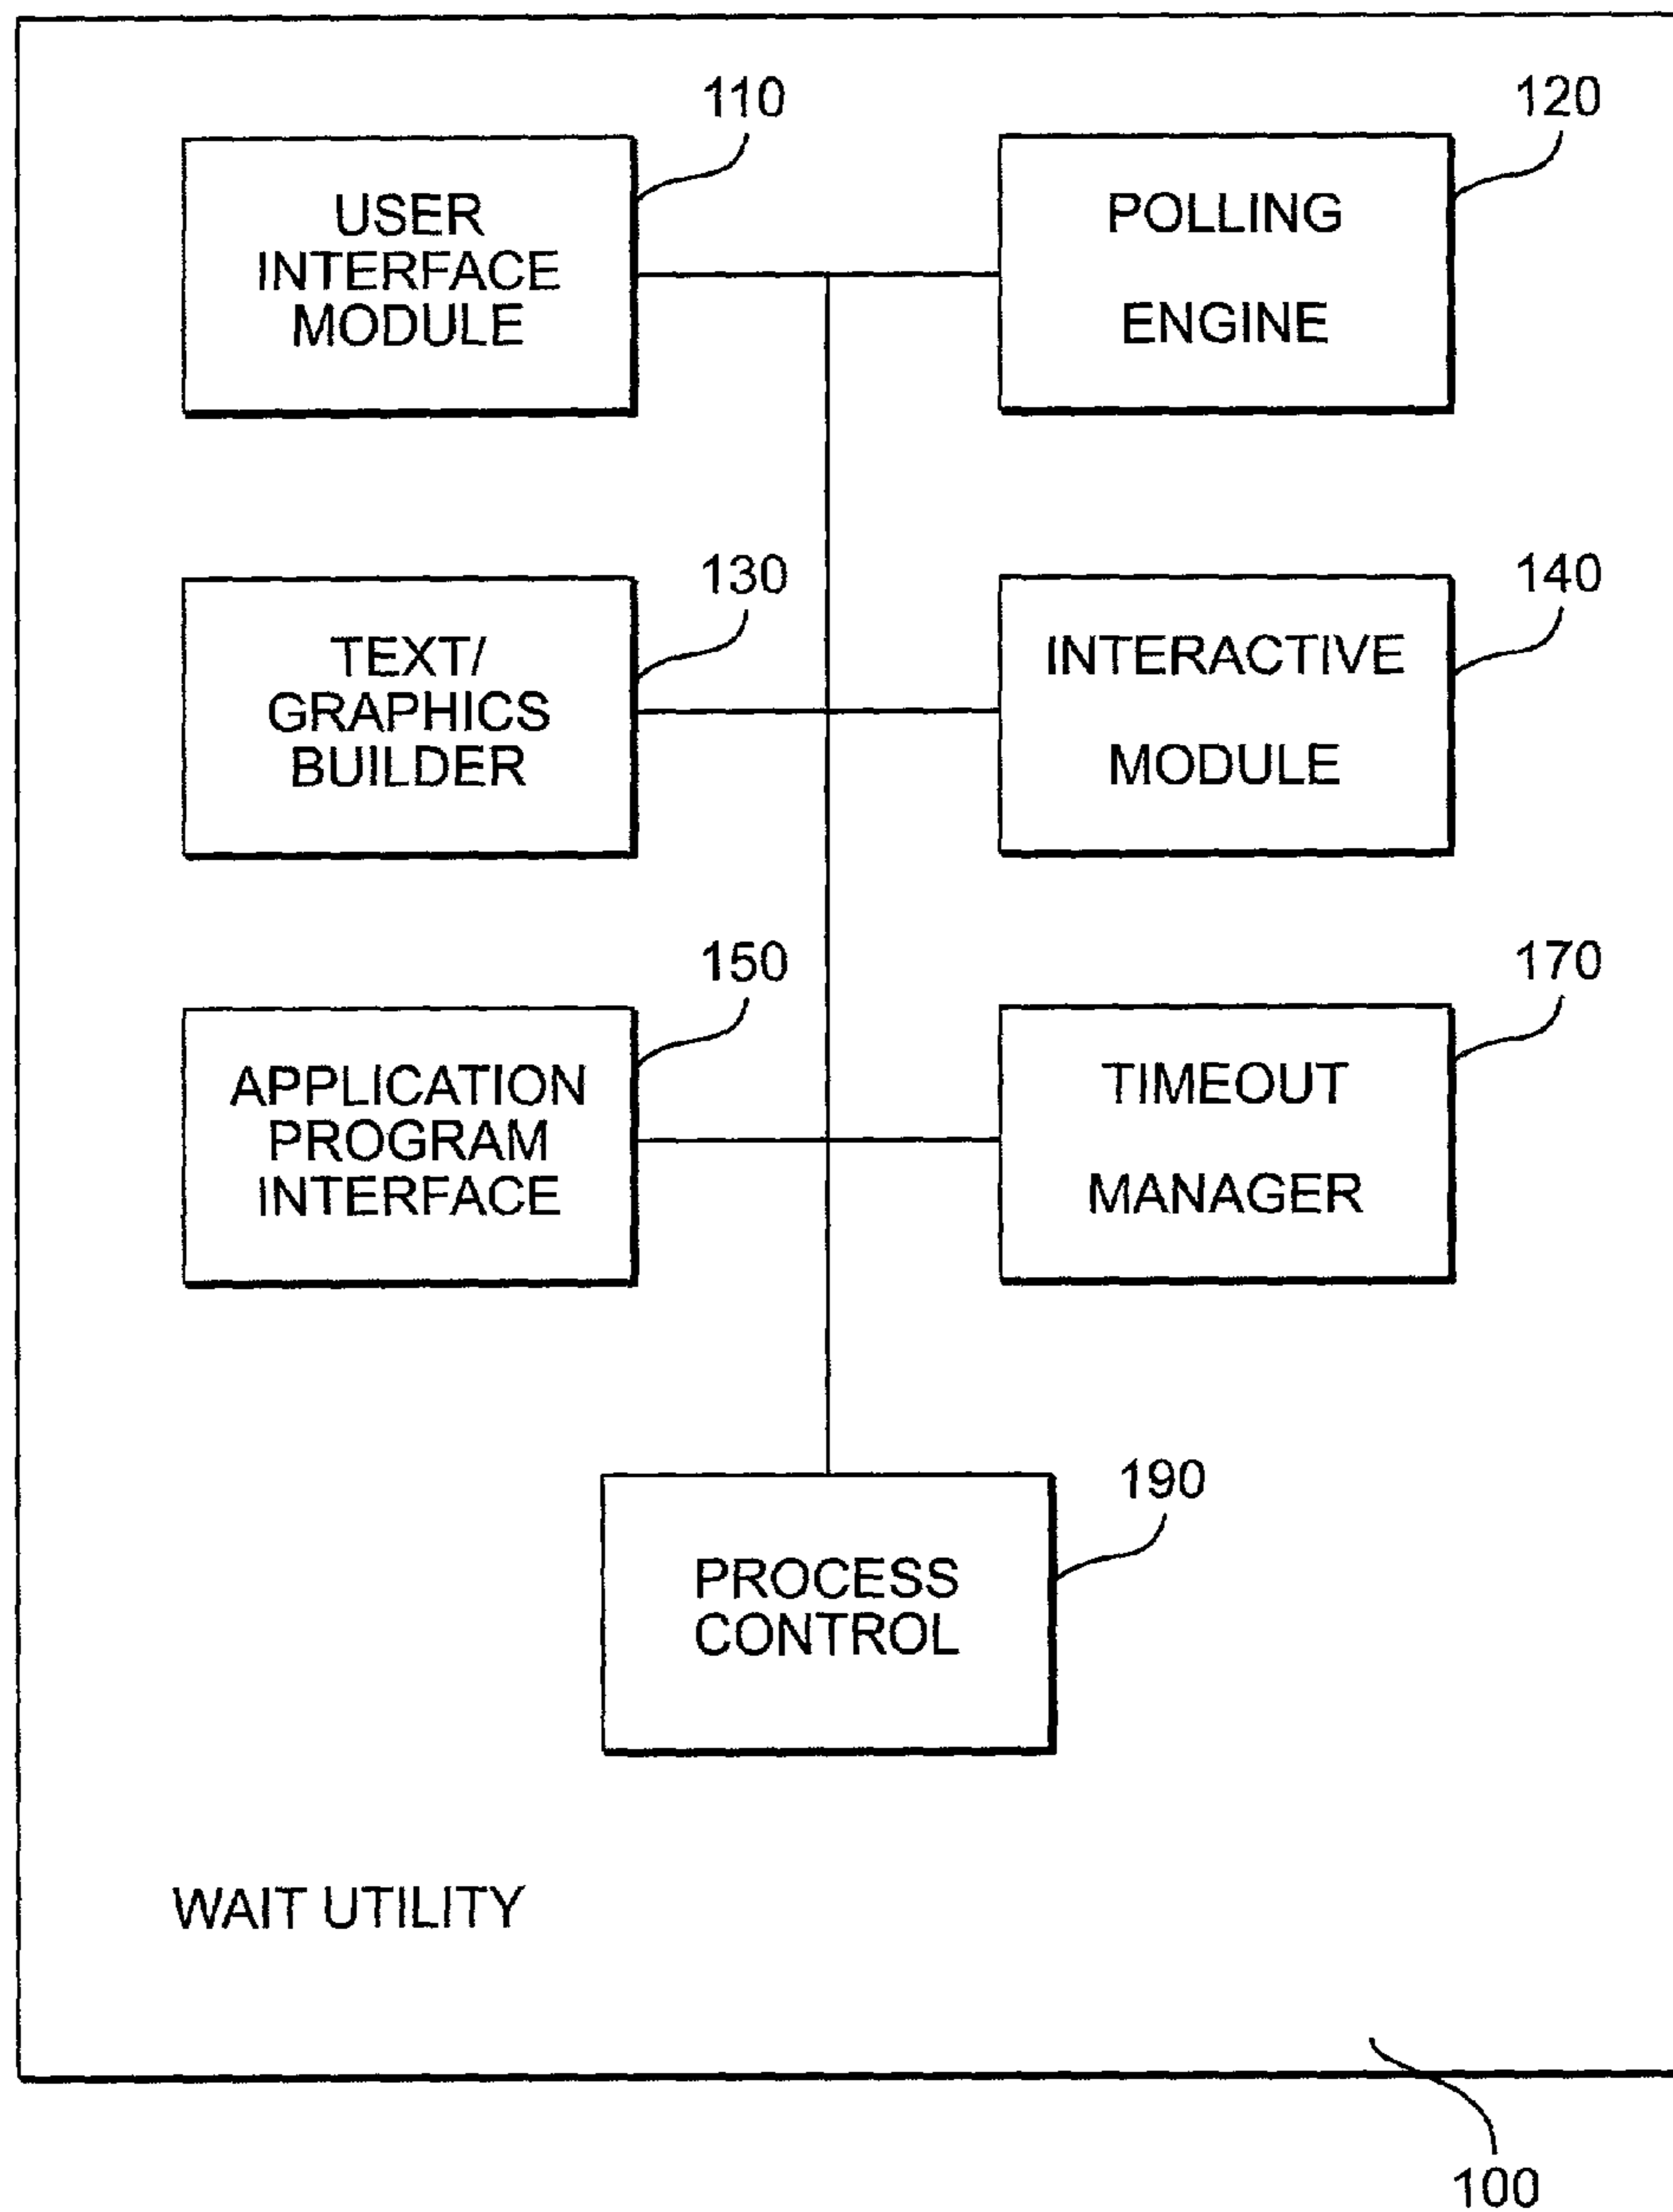 110
120
USER
INTERFACE
MODULE
POLLING
ENGINE
130
140
TEXT/
GRAPHICS
BUILDER
INTERACTIVE
MODULE
150
170
APPLICATION
PROGRAM
INTERFACE
TIMEOUT
MANAGER
190
PROCESS
CONTROL
WAIT UTILITY
100